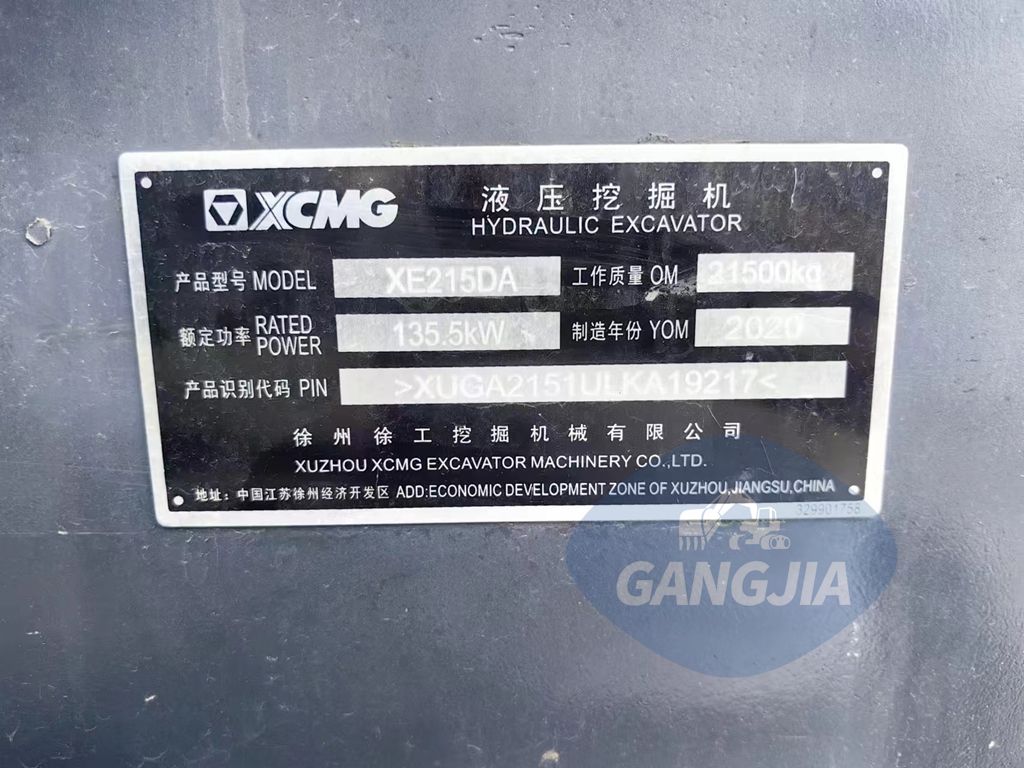 XCMG 液压挖掘机
HYDRAULIC EXCAVATOR
产品型号 MODEL XE215DA 工作质量 OM 21500kg
额定功率 RATED POWER 135.5kW 制造年份 YOM 2020
产品识别代码 PIN >XUGA2151ULKA19217<
徐州徐工挖掘机械有限公司
XUZHOU XCMG EXCAVATOR MACHINERY CO.,LTD.
地址: 中国江苏徐州经济开发区 ADD:ECONOMIC DEVELOPMENT ZONE OF XUZHOU,JIANGSU,CHINA
329901758
GANGJIA